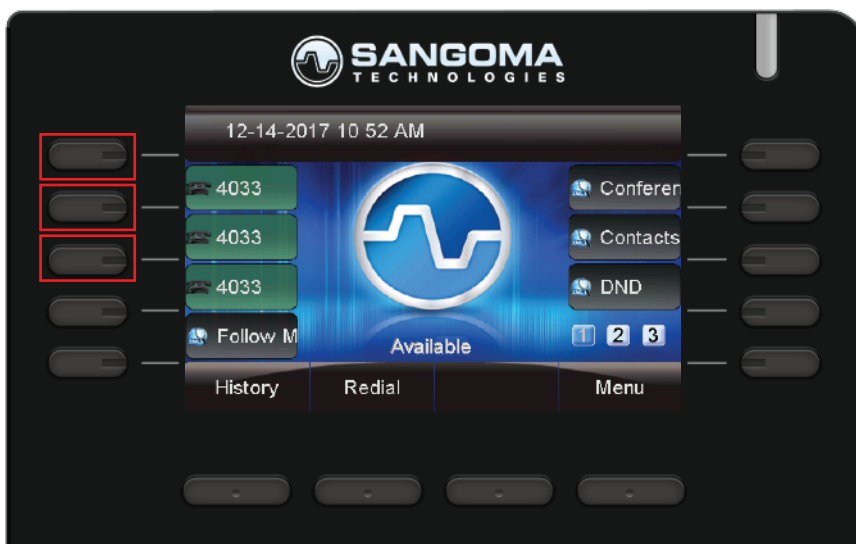 SANGOMA
TECHNOLOGIES
12-14-2017 10 52 AM
4033
Conferen
4033
Contacts
4033
DND
Follow M
Available
1 2 3
History Redial Menu